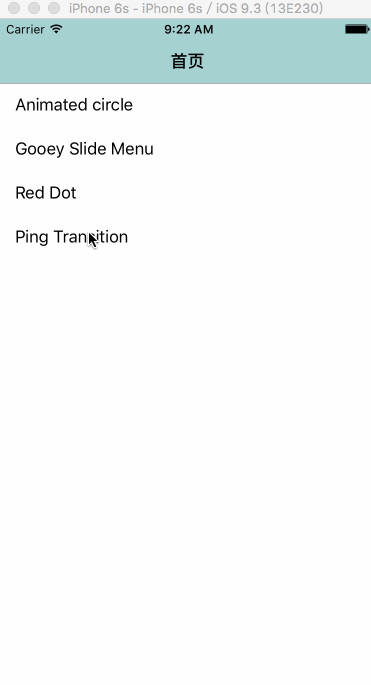 iPhone 6s - iPhone 6s / iOS 9.3 (13E230)
Carrier 9:22 AM
首页
Animated circle
Gooey Slide Menu
Red Dot
Ping Transition